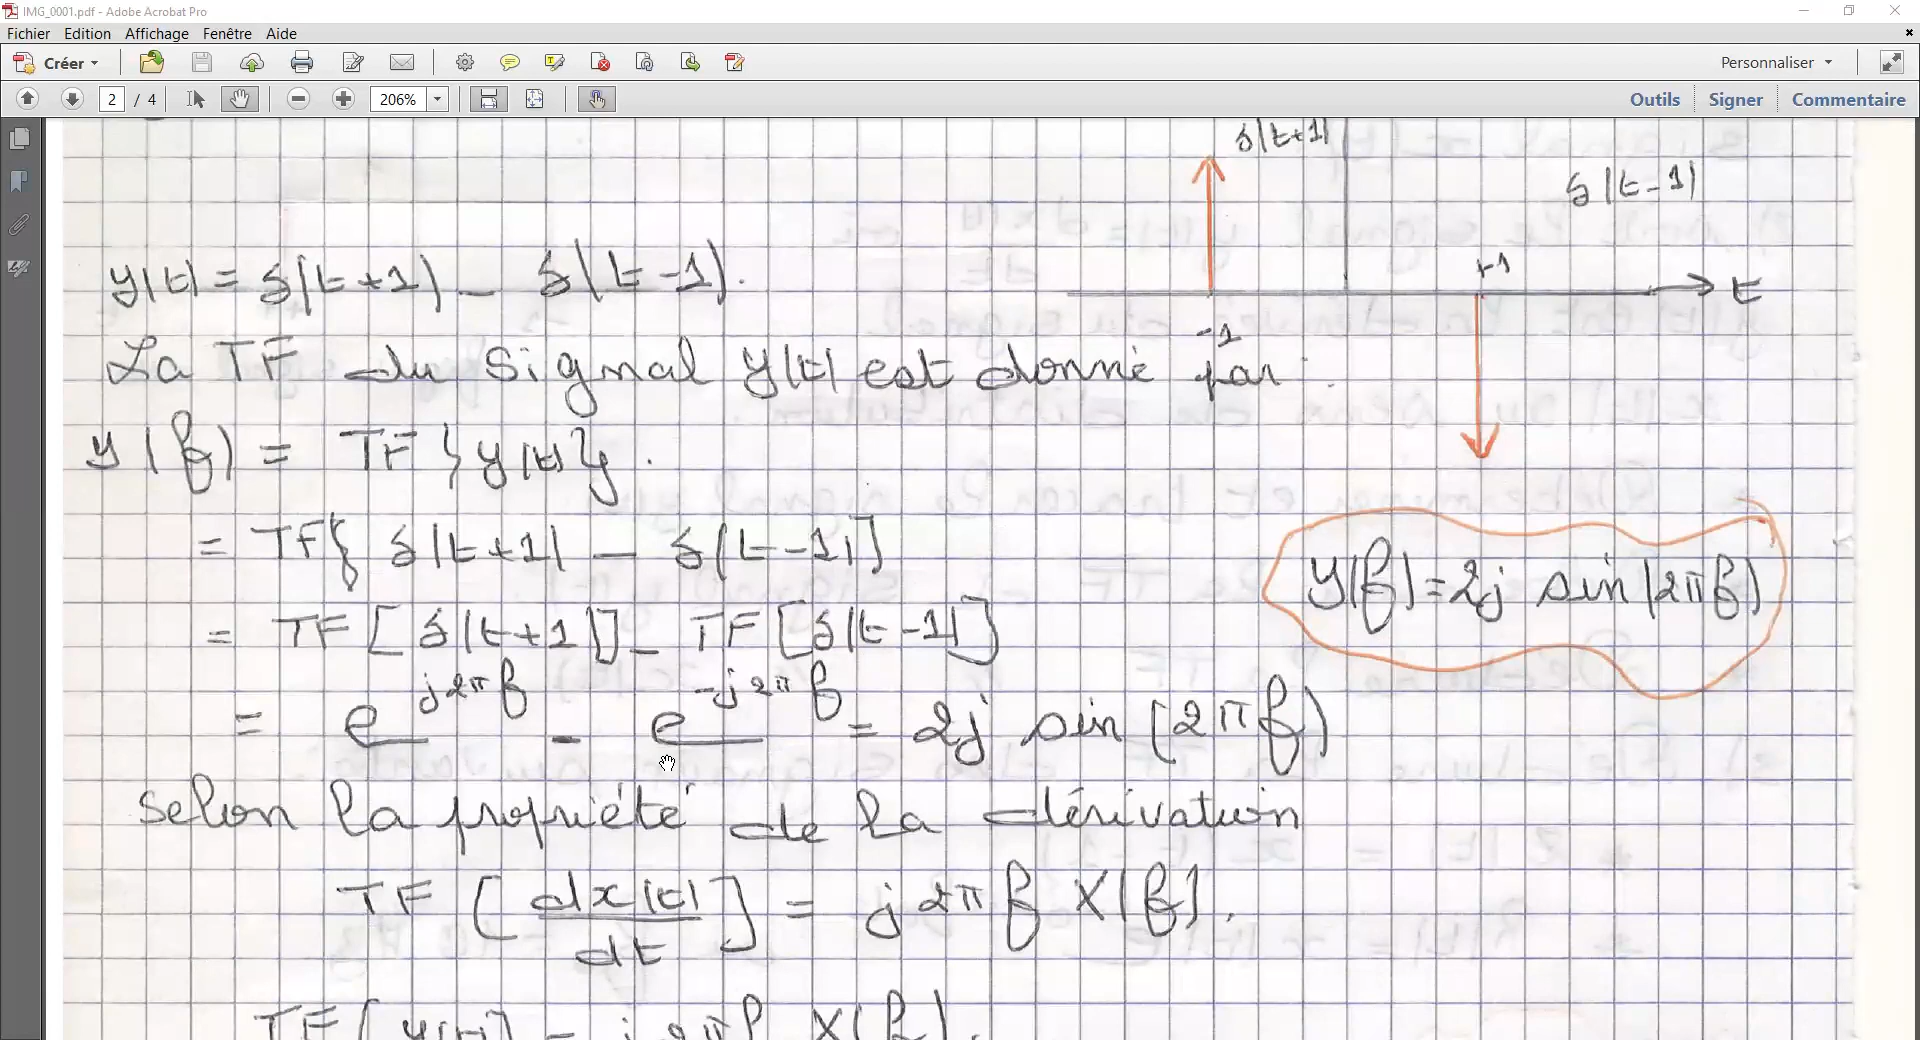 IMG_0001.pdf - Adobe Acrobat Pro
Fichier Edition Affichage Fenêtre Aide
Créer Personnaliser
2 / 4 206% Outils Signer Commentaire
δ(t+1)
δ(t-1)
y(t) = δ(t+1) - δ(t-1).
+1
t
-1
La TF du signal y(t) est donné par :
Y(f) = TF{y(t)}.
= TF{ δ(t+1) - δ(t-1)]
Y(f) = 2j sin(2πf)
= TF[δ(t+1)] - TF[δ(t-1)]
= e^{j2πf} - e^{-j2πf} = 2j sin(2πf)
Selon la propriété de la dérivation
TF [dx(t)/dt] = j2πf X(f).
TF[y(t)] = j2πf X(f).